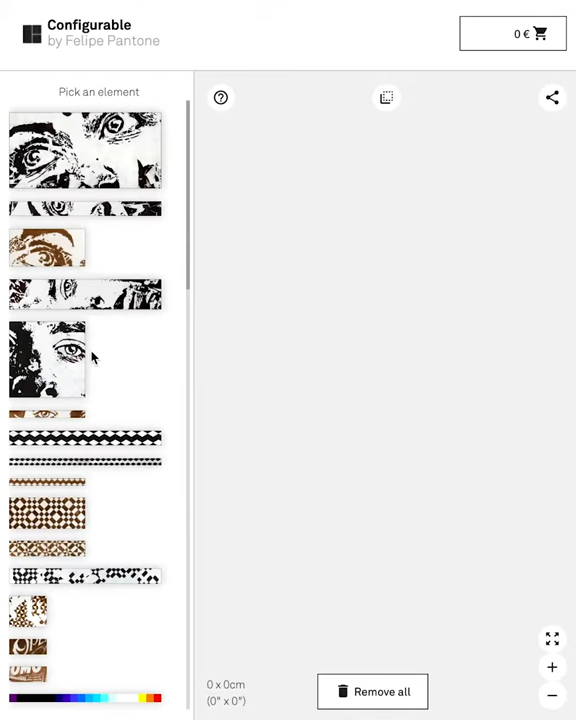 Configurable
by Felipe Pantone
0 €
Pick an element
0 x 0cm
(0" x 0")
Remove all